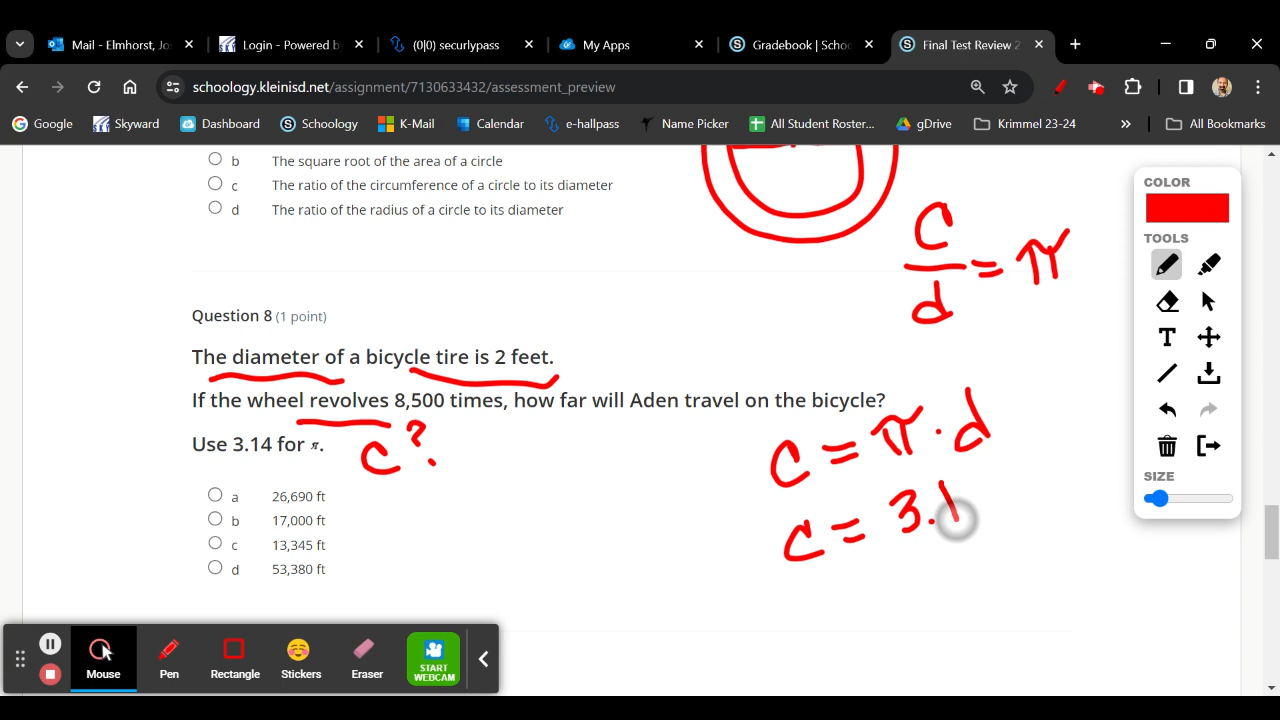 Mail - Elmhorst, Jos
Login - Powered by
(0|0) securlypass
My Apps
Gradebook | Schoo
Final Test Review 2
schoology.kleinisd.net/assignment/7130633432/assessment_preview
Google
Skyward
Dashboard
Schoology
K-Mail
Calendar
e-hallpass
Name Picker
All Student Roster...
gDrive
Krimmel 23-24
»
All Bookmarks
b The square root of the area of a circle
c The ratio of the circumference of a circle to its diameter
d The ratio of the radius of a circle to its diameter
C
d
= π
Question 8 (1 point)
The diameter of a bicycle tire is 2 feet.
If the wheel revolves 8,500 times, how far will Aden travel on the bicycle?
Use 3.14 for π.
C?
C = π · d
C = 3.1
a 26,690 ft
b 17,000 ft
c 13,345 ft
d 53,380 ft
COLOR
TOOLS
T
SIZE
Mouse
Pen
Rectangle
Stickers
Eraser
START
WEBCAM